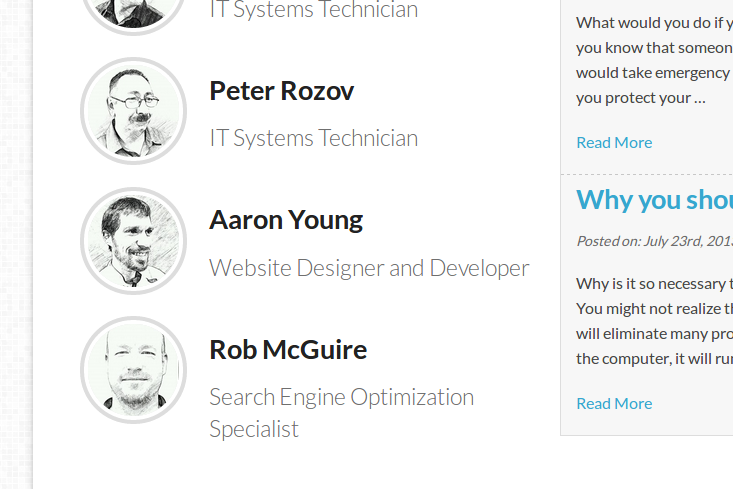 IT Systems Technician
Peter Rozov
IT Systems Technician
Aaron Young
Website Designer and Developer
Rob McGuire
Search Engine Optimization
Specialist
What would you do if
you know that someon
would take emergency
you protect your ...
Read More
Why you shou
Posted on: July 23rd, 201
Why is it so necessary
You might not realize
will eliminate many pro
the computer, it will
Read More